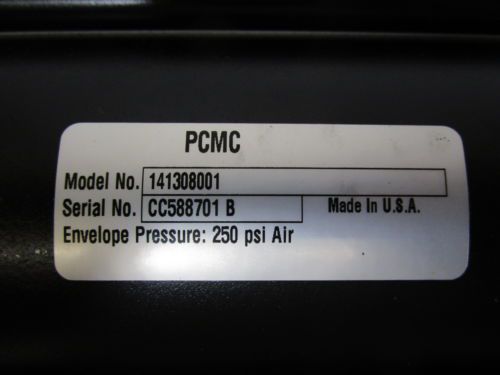 PCMC
Model No. 141308001
Serial No. CC588701 B Made In U.S.A.
Envelope Pressure: 250 psi Air